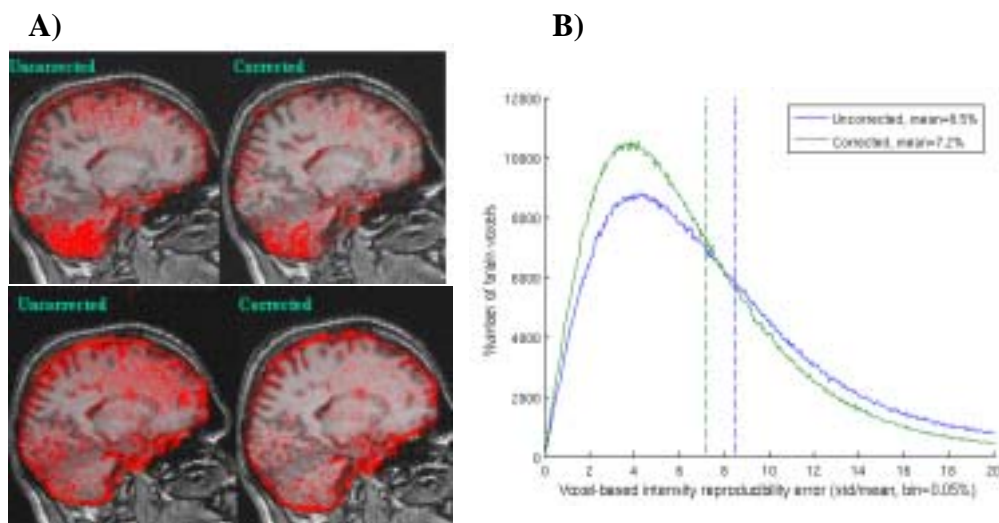 A)
B)
Uncorrected
Corrected
Uncorrected
Corrected
12000
10000
8000
6000
4000
2000
0
Number of brain voxels
Uncorrected, mean=8.5%
Corrected, mean=7.2%
0 2 4 6 8 10 12 14 16 18 20
Voxel-based intensity reproducibility error (std/mean, bin=0.05%)